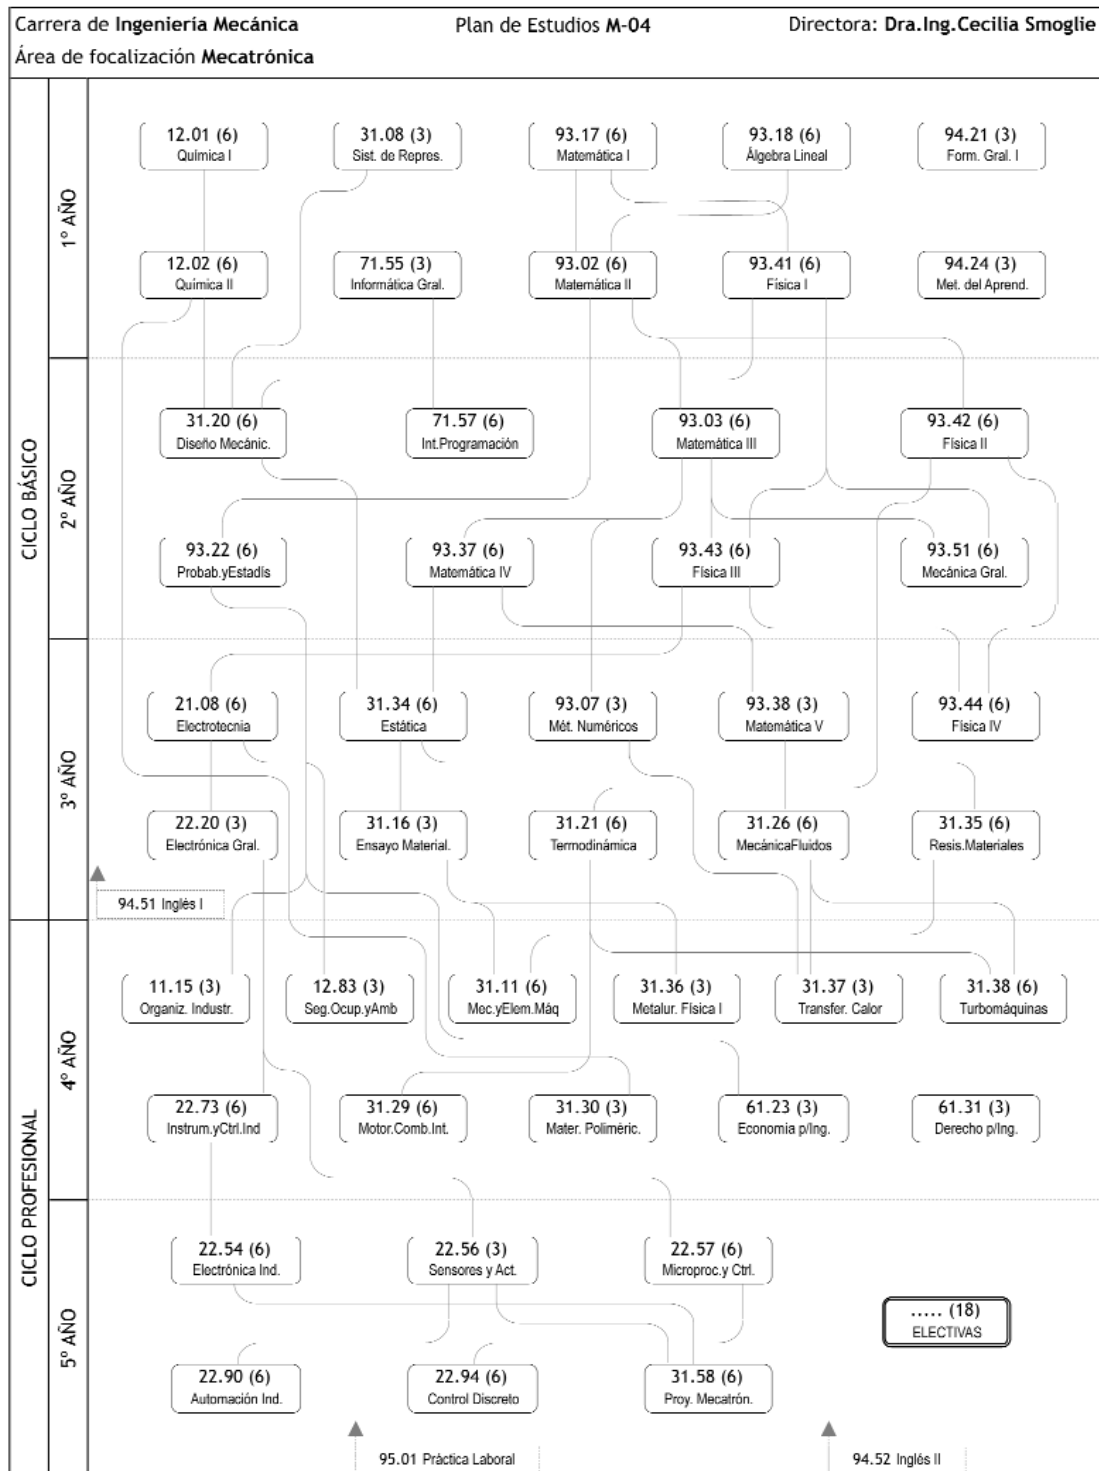 Carrera de Ingeniería Mecánica Plan de Estudios M-04 Directora: Dra.Ing.Cecilia Smoglie
Área de focalización Mecatrónica
CICLO BÁSICO
1º AÑO
12.01 (6) 31.08 (3) 93.17 (6) 93.18 (6) 94.21 (3)
Química I Sist. de Repres. Matemática I Álgebra Lineal Form. Gral. I
12.02 (6) 71.55 (3) 93.02 (6) 93.41 (6) 94.24 (3)
Química II Informática Gral. Matemática II Física I Met. del Aprend.
2º AÑO
31.20 (6) 71.57 (6) 93.03 (6) 93.42 (6)
Diseño Mecánic. Int.Programación Matemática III Física II
93.22 (6) 93.37 (6) 93.43 (6) 93.51 (6)
Probab.yEstadís Matemática IV Física III Mecánica Gral.
3º AÑO
21.08 (6) 31.34 (6) 93.07 (3) 93.38 (3) 93.44 (6)
Electrotecnia Estática Mét. Numéricos Matemática V Física IV
22.20 (3) 31.16 (3) 31.21 (6) 31.26 (6) 31.35 (6)
Electrónica Gral. Ensayo Material. Termodinámica MecánicaFluidos Resis.Materiales
94.51 Inglés I
CICLO PROFESIONAL
4º AÑO
11.15 (3) 12.83 (3) 31.11 (6) 31.36 (3) 31.37 (3) 31.38 (6)
Organiz. Industr. Seg.Ocup.yAmb Mec.yElem.Máq Metalur. Física I Transfer. Calor Turbomáquinas
22.73 (6) 31.29 (6) 31.30 (3) 61.23 (3) 61.31 (3)
Instrum.yCtrl.Ind Motor.Comb.Int. Mater. Poliméric. Economía p/Ing. Derecho p/Ing.
5º AÑO
22.54 (6) 22.56 (3) 22.57 (6)
Electrónica Ind. Sensores y Act. Microproc.y Ctrl.
..... (18)
ELECTIVAS
22.90 (6) 22.94 (6) 31.58 (6)
Automación Ind. Control Discreto Proy. Mecatrón.
95.01 Práctica Laboral 94.52 Inglés II